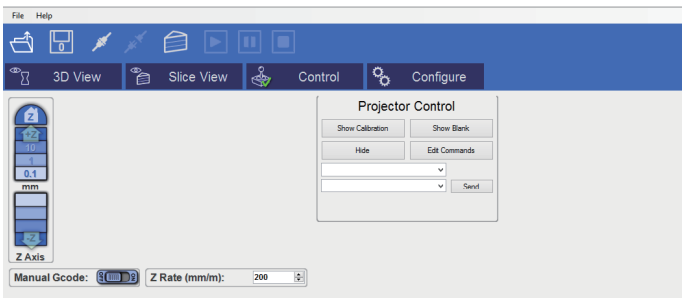 File Help
3D View Slice View Control Configure
Z
+Z
10
1
0.1
mm
-Z
Z Axis
Projector Control
Show Calibration Show Blank
Hide Edit Commands
Send
Manual Gcode: Z Rate (mm/m): 200